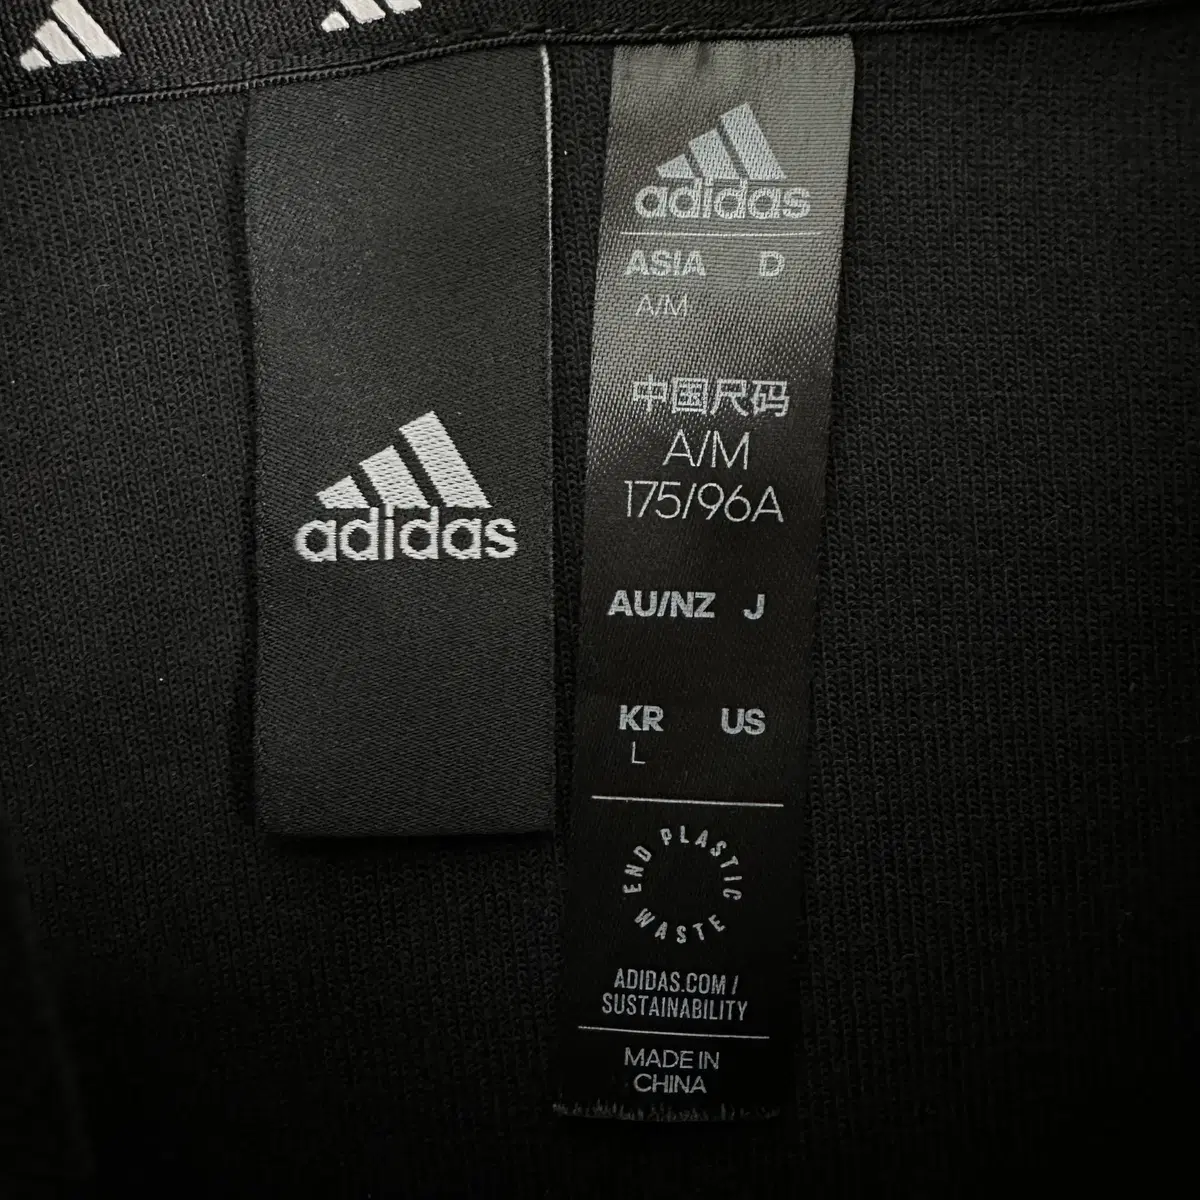 adidas
adidas
ASIA D
A/M
中国尺码
A/M
175/96A
AU/NZ J
KR US
L
END PLASTIC WASTE
ADIDAS.COM /
SUSTAINABILITY
MADE IN
CHINA